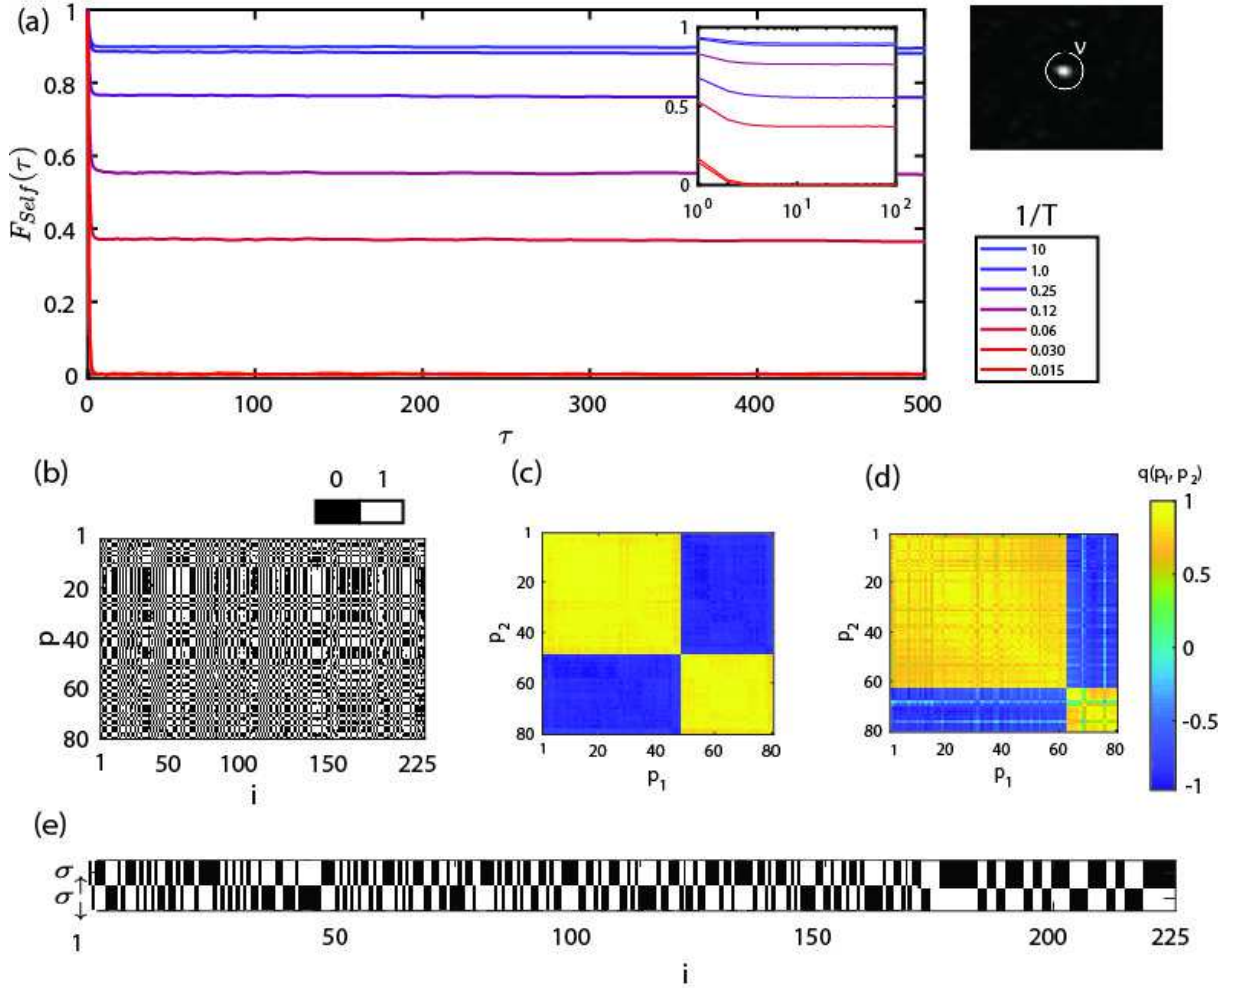 (a)
F_Self(τ)
1
0.8
0.6
0.4
0.2
0
0 100 200 300 400 500
τ
1
0.5
0
10^0 10^1 10^2
ν
1/T
10
1.0
0.25
0.12
0.06
0.030
0.015
(b)
0 1
p
1
20
40
60
80
1 50 100 150 225
i
(c)
p_2
1
20
40
60
80
1 20 40 60 80
p_1
(d)
p_2
1
20
40
60
80
1 20 40 60 80
p_1
q(p_1, p_2)
1
0.5
0
-0.5
-1
(e)
σ↑
σ↓
1 50 100 150 200 225
i